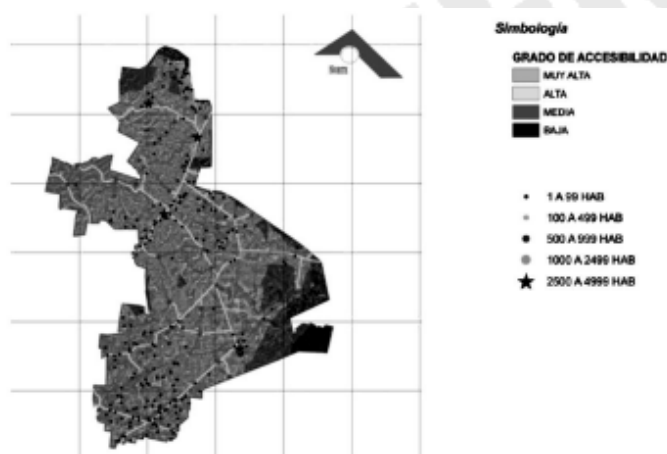 Simbología
GRADO DE ACCESIBILIDAD
MUY ALTA
ALTA
MEDIA
BAJA
1 A 99 HAB
100 A 499 HAB
500 A 999 HAB
1000 A 2499 HAB
2500 A 4999 HAB